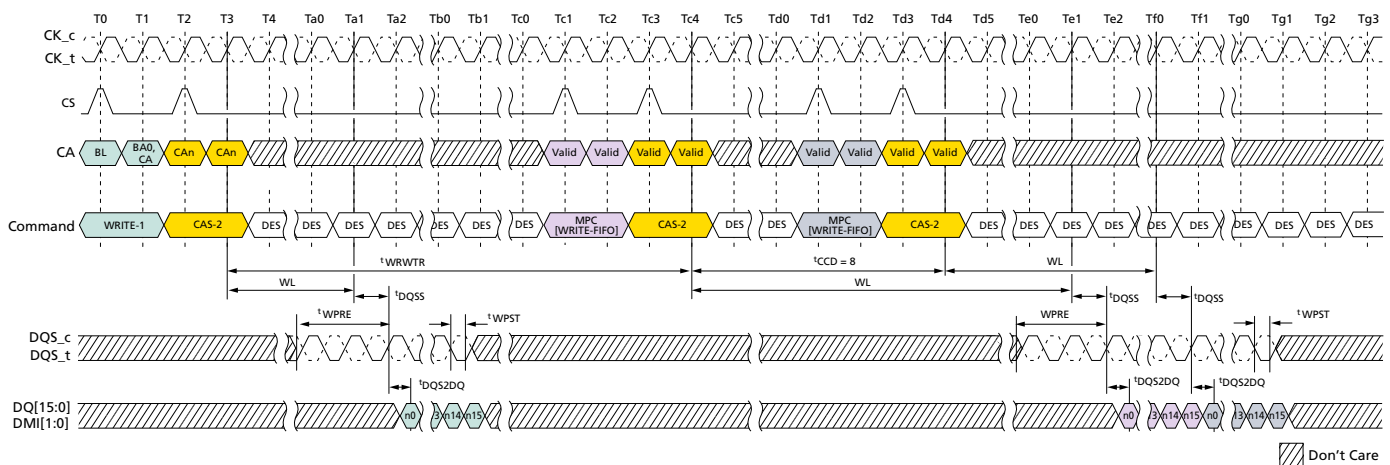 T0 T1 T2 T3 T4 Ta0 Ta1 Ta2 Tb0 Tb1 Tc0 Tc1 Tc2 Tc3 Tc4 Tc5 Td0 Td1 Td2 Td3 Td4 Td5 Te0 Te1 Te2 Tf0 Tf1 Tg0 Tg1 Tg2 Tg3
CK_c
CK_t
CS
CA BL BA0, CA CAn CAn Valid Valid Valid Valid Valid Valid Valid Valid
Command WRITE-1 CAS-2 DES DES DES DES DES DES DES MPC [WRITE-FIFO] CAS-2 DES DES DES MPC [WRITE-FIFO] CAS-2 DES DES DES DES DES DES DES DES DES DES
tWRWTR tCCD = 8 WL
WL WL
tDQSS tDQSS tDQSS
tWPRE tWPST WPRE tWPST
DQS_c
DQS_t
tDQS2DQ tDQS2DQ tDQS2DQ
DQ[15:0]
DMI[1:0]
n0 3 n14 n15 n0 3 n14 n15 n0 13 n14 n15
Don't Care